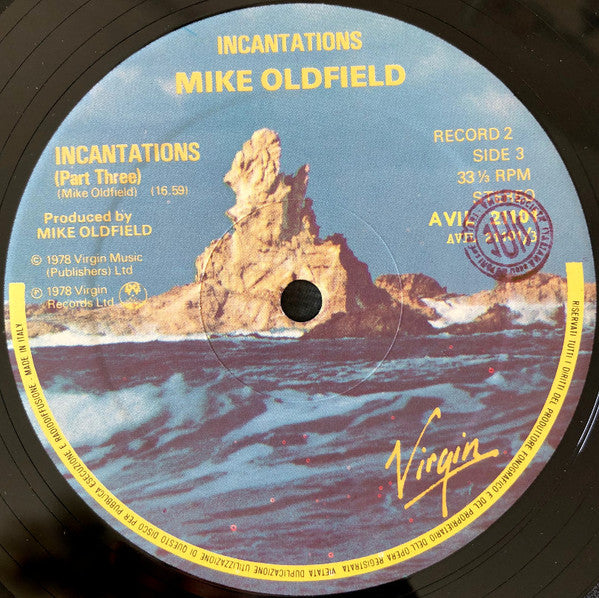 INCANTATIONS
MIKE OLDFIELD
INCANTATIONS
(Part Three)
(Mike Oldfield) (16.59)
Produced by
MIKE OLDFIELD
© 1978 Virgin Music
(Publishers) Ltd
℗ 1978 Virgin
Records Ltd
RECORD 2
SIDE 3
33⅓ RPM
STEREO
AVIL
Virgin
RISERVATI TUTTI I DIRITTI DEL PRODUTTORE FONOGRAFICO E DEL PROPRIETARIO DELL'OPERA REGISTRATA VIETATA DUPLICAZIONE UTILIZZAZIONE DI QUESTO DISCO PER PUBBLICA ESECUZIONE E RADIODIFFUSIONE. MADE IN ITALY